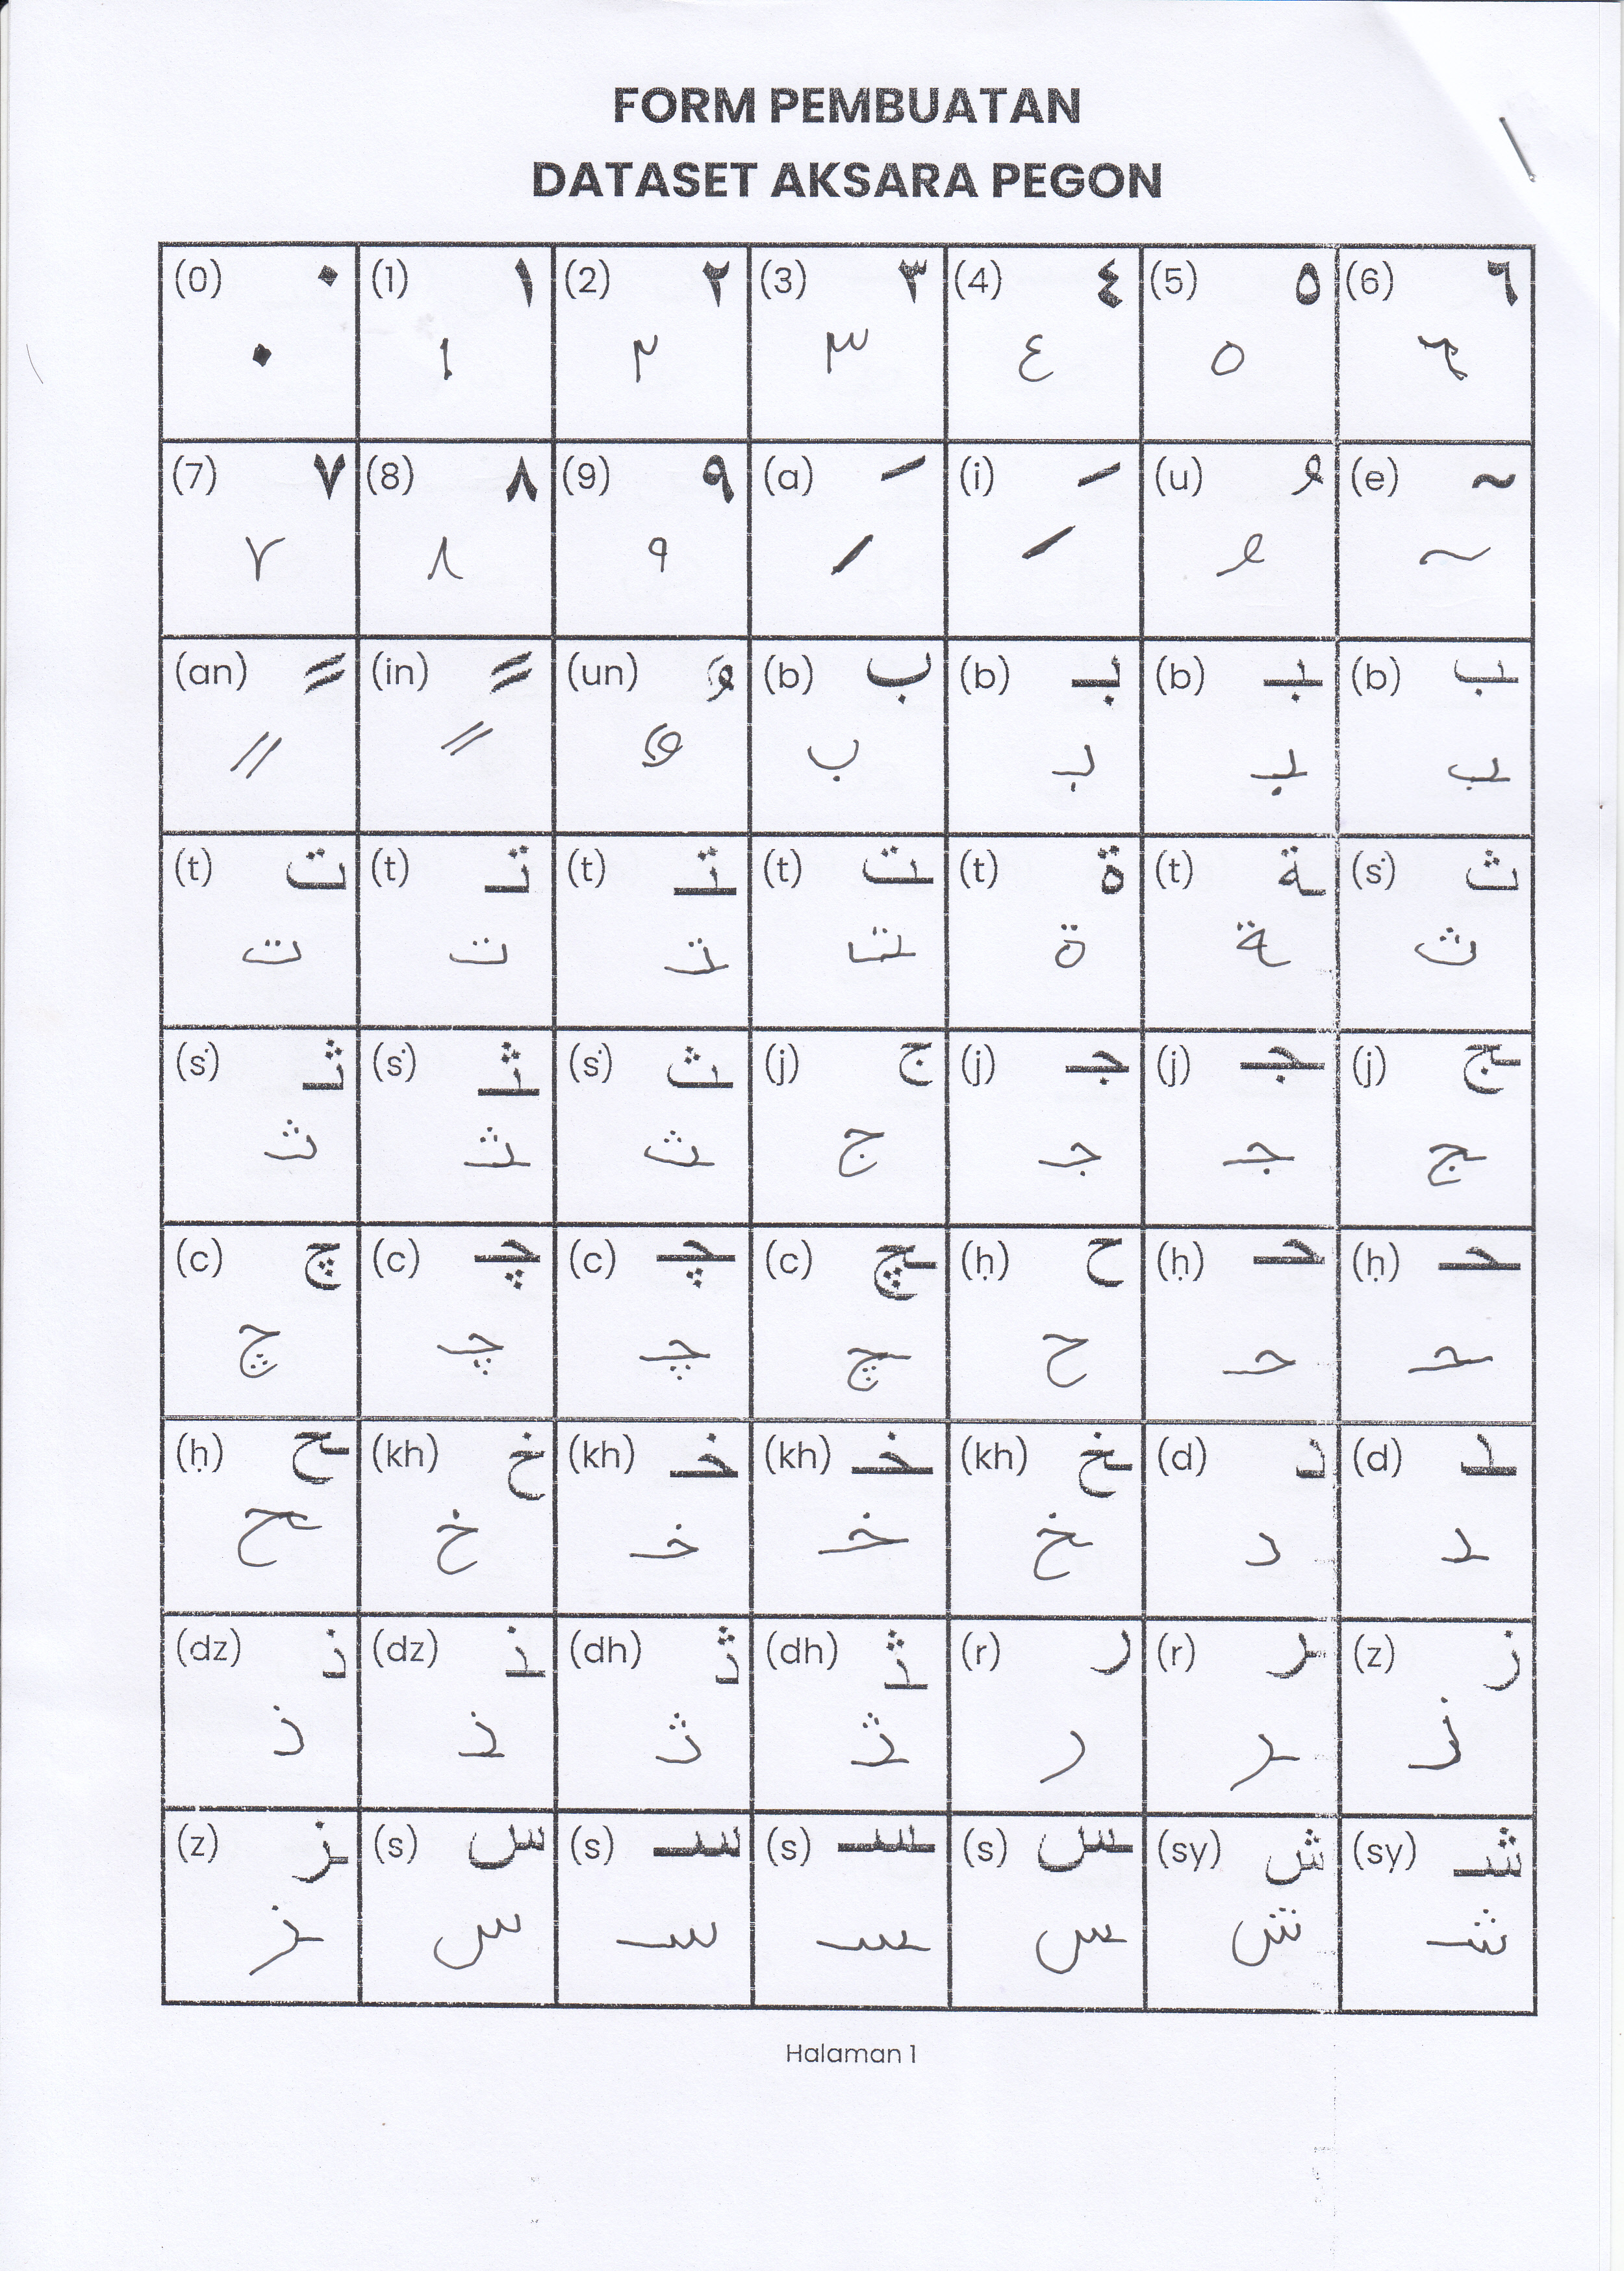 FORM PEMBUATAN
DATASET AKSARA PEGON
(0) ٠ (1) ١ (2) ٢ (3) ٣ (4) ٤ (5) ٥ (6) ٦
٠ ١ ٢ ٣ ٤ ٥ ٦
(7) ٧ (8) ٨ (9) ٩ (a) َ (i) ِ (u) ُ (e) ~
٧ ٨ ٩ َ ِ ُ ~
(an) ً (in) ٍ (un) ٌ (b) ب (b) بـ (b) ـبـ (b) ـب
ً ٍ ٌ ب بـ ـبـ ـب
(t) ت (t) تـ (t) ـتـ (t) ـت (t) ة (t) ـة (ṡ) ث
ت تـ ـتـ ـت ة ـة ث
(ṡ) ثـ (ṡ) ـثـ (ṡ) ـث (j) ج (j) جـ (j) ـجـ (j) ـج
ثـ ـثـ ـث ج جـ ـجـ ـج
(c) چ (c) چـ (c) ـچـ (c) ـچ (ḥ) ح (ḥ) حـ (ḥ) ـحـ
چ چـ ـچـ ـچ ح حـ ـحـ
(ḥ) ـح (kh) خ (kh) خـ (kh) ـخـ (kh) ـخ (d) د (d) ـد
ـح خ خـ ـخـ ـخ د ـد
(dz) ذ (dz) ـذ (dh) ڎ (dh) ـڎ (r) ر (r) ـر (z) ز
ذ ـذ ڎ ـڎ ر ـر ز
(z) ـز (s) س (s) سـ (s) ـسـ (s) ـس (sy) ش (sy) شـ
ـز س سـ ـسـ ـس ش شـ
Halaman 1